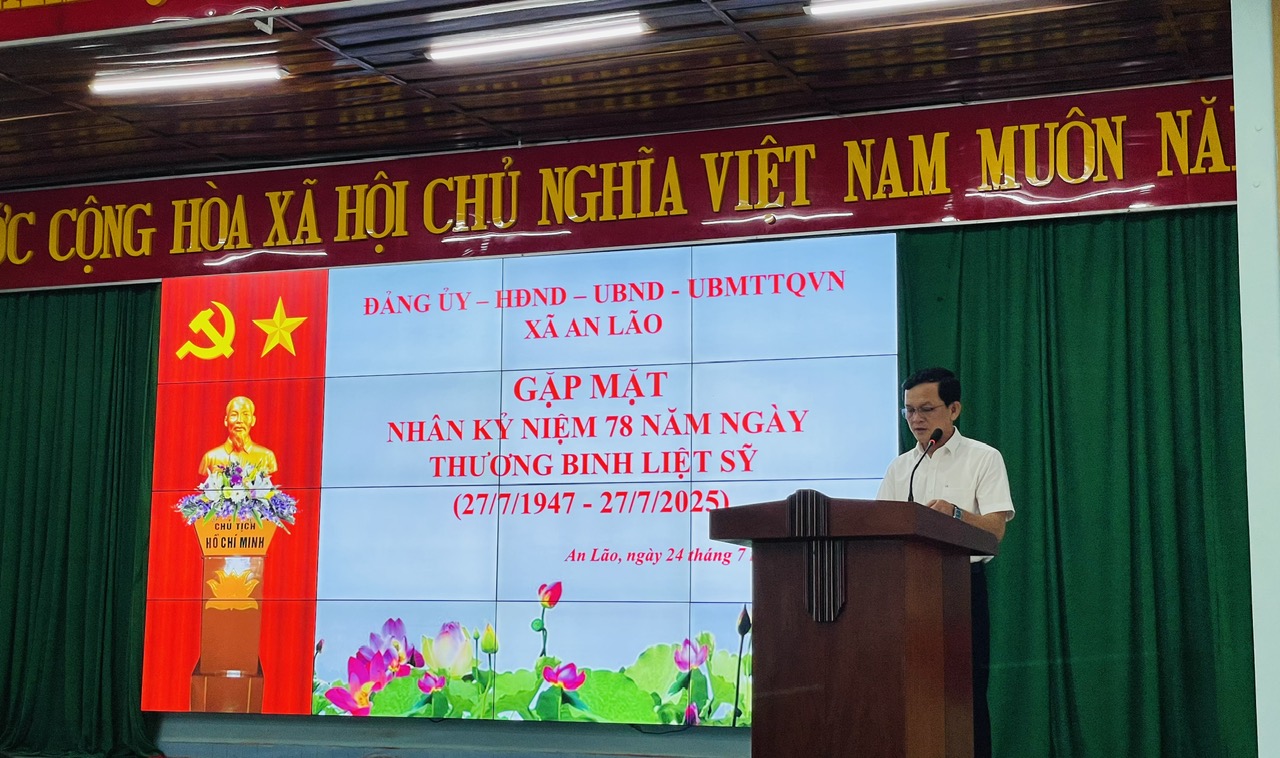 CỘNG HÒA XÃ HỘI CHỦ NGHĨA VIỆT NAM MUÔN
ĐẢNG ỦY – HĐND – UBND - UBMTTQVN
XÃ AN LÃO
GẶP MẶT
NHÂN KỶ NIỆM 78 NĂM NGÀY
THƯƠNG BINH LIỆT SỸ
(27/7/1947 - 27/7/2025)
An Lão, ngày 24 tháng 7
CHỦ TỊCH
HỒ CHÍ MINH